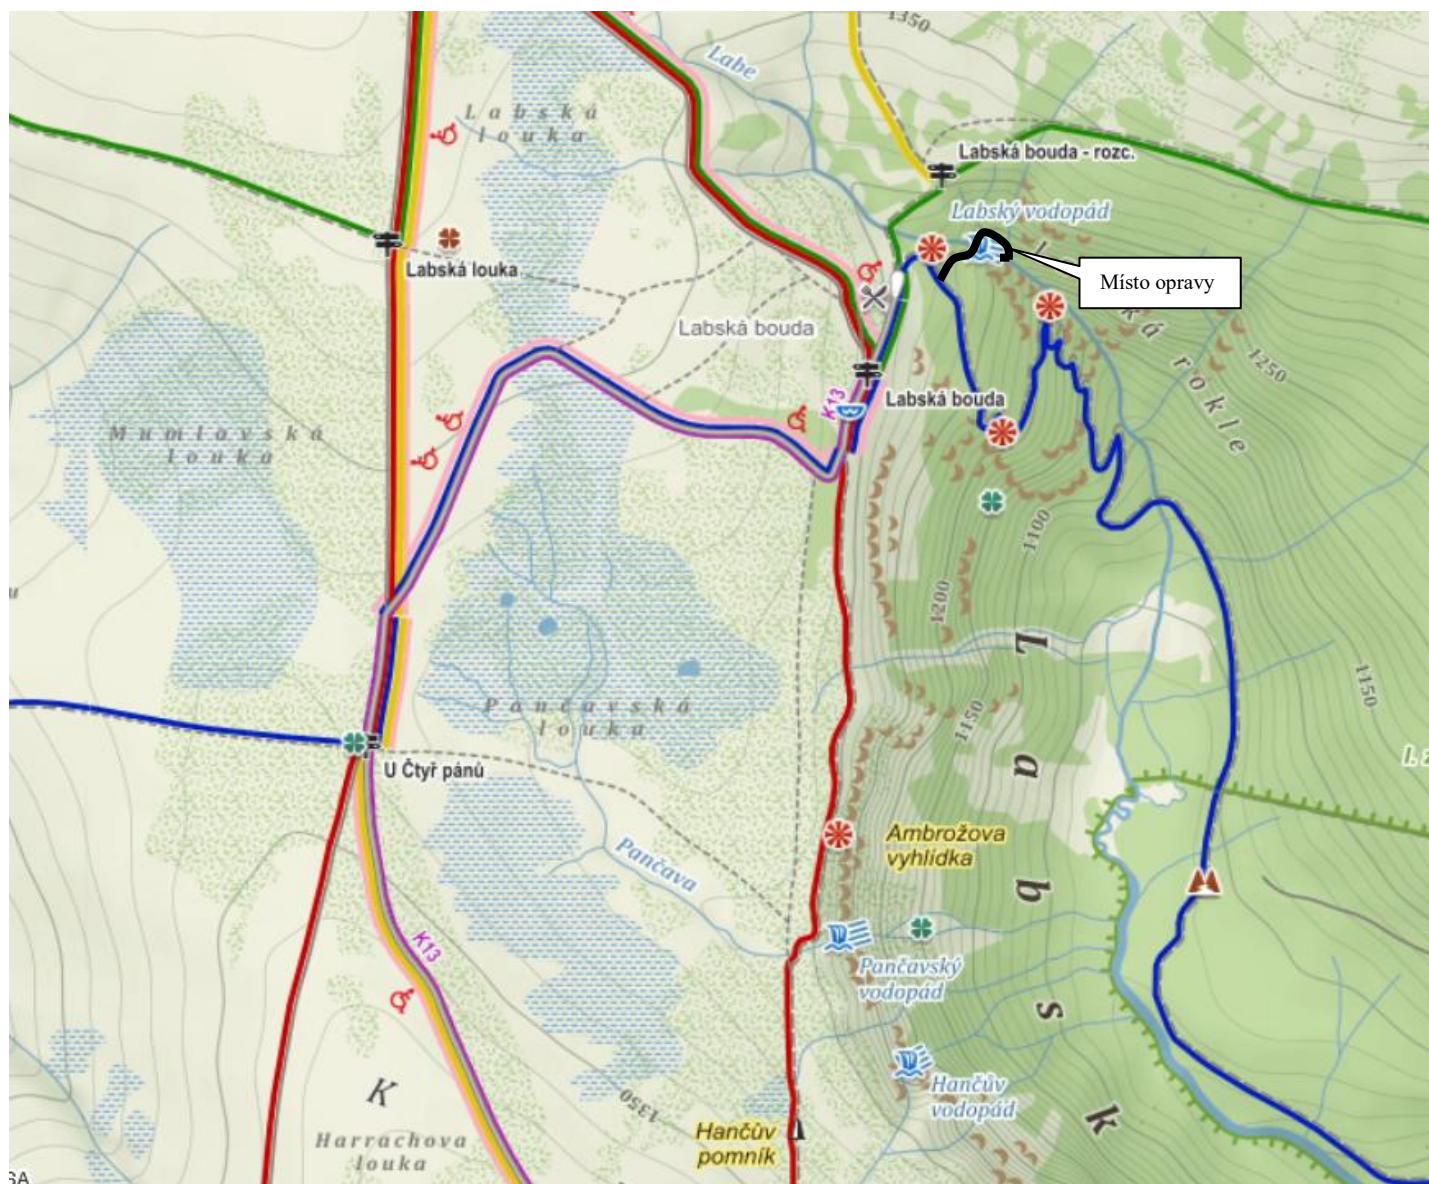 1350
Labe
Labská
louka
Labská bouda - rozc.
Labský vodopád
Labská louka
Místo opravy
Labská bouda
ká rokle
1250
K13
Labská bouda
Mumlavská
louka
1100
1200
L
a
b
s
k
1150
1150
Pančavská
louka
U Čtyř pánů
Ambrožova
vyhlídka
Pančava
K13
Pančavský
vodopád
Hančův
vodopád
1350
K
Harrachova
louka
Hančův
pomník